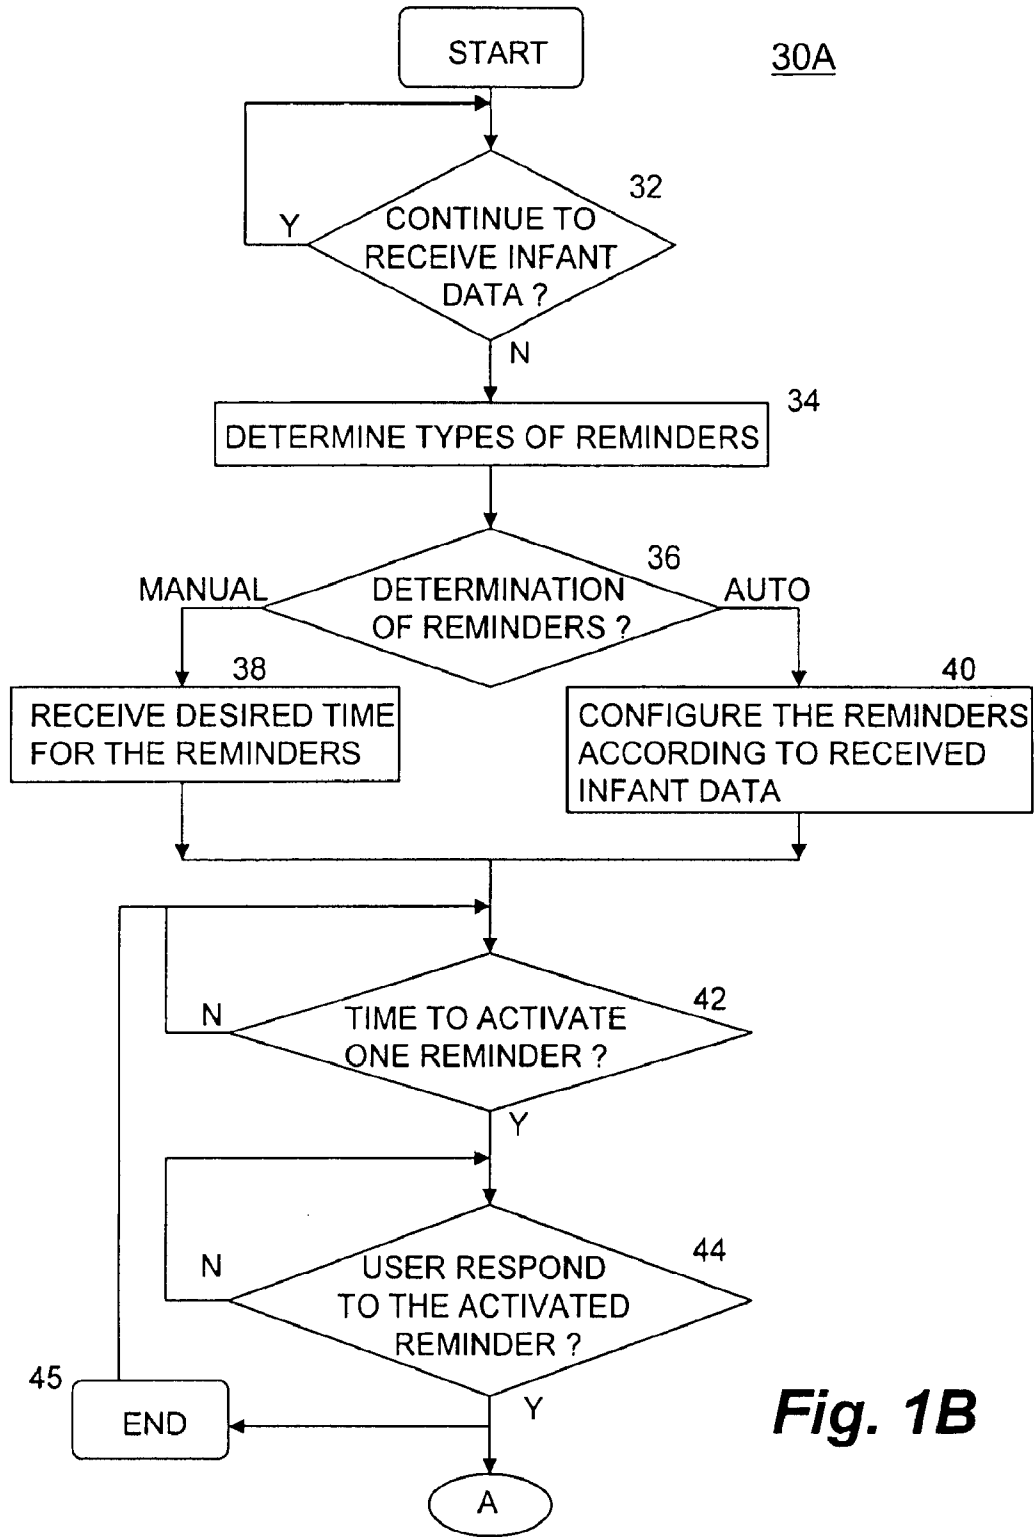 START
30A
32
Y
CONTINUE TO
RECEIVE INFANT
DATA ?
N
34
DETERMINE TYPES OF REMINDERS
36
MANUAL
DETERMINATION
OF REMINDERS ?
AUTO
38
40
RECEIVE DESIRED TIME
FOR THE REMINDERS
CONFIGURE THE REMINDERS
ACCORDING TO RECEIVED
INFANT DATA
42
N
TIME TO ACTIVATE
ONE REMINDER ?
Y
44
N
USER RESPOND
TO THE ACTIVATED
REMINDER ?
45
Y
END
Fig. 1B
A